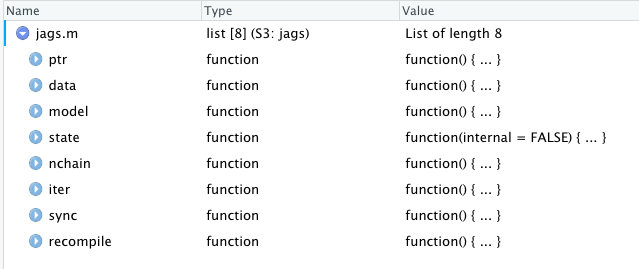 Name Type Value
jags.m list [8] (S3: jags) List of length 8
ptr function function() { ... }
data function function() { ... }
model function function() { ... }
state function function(internal = FALSE) { ... }
nchain function function() { ... }
iter function function() { ... }
sync function function() { ... }
recompile function function() { ... }